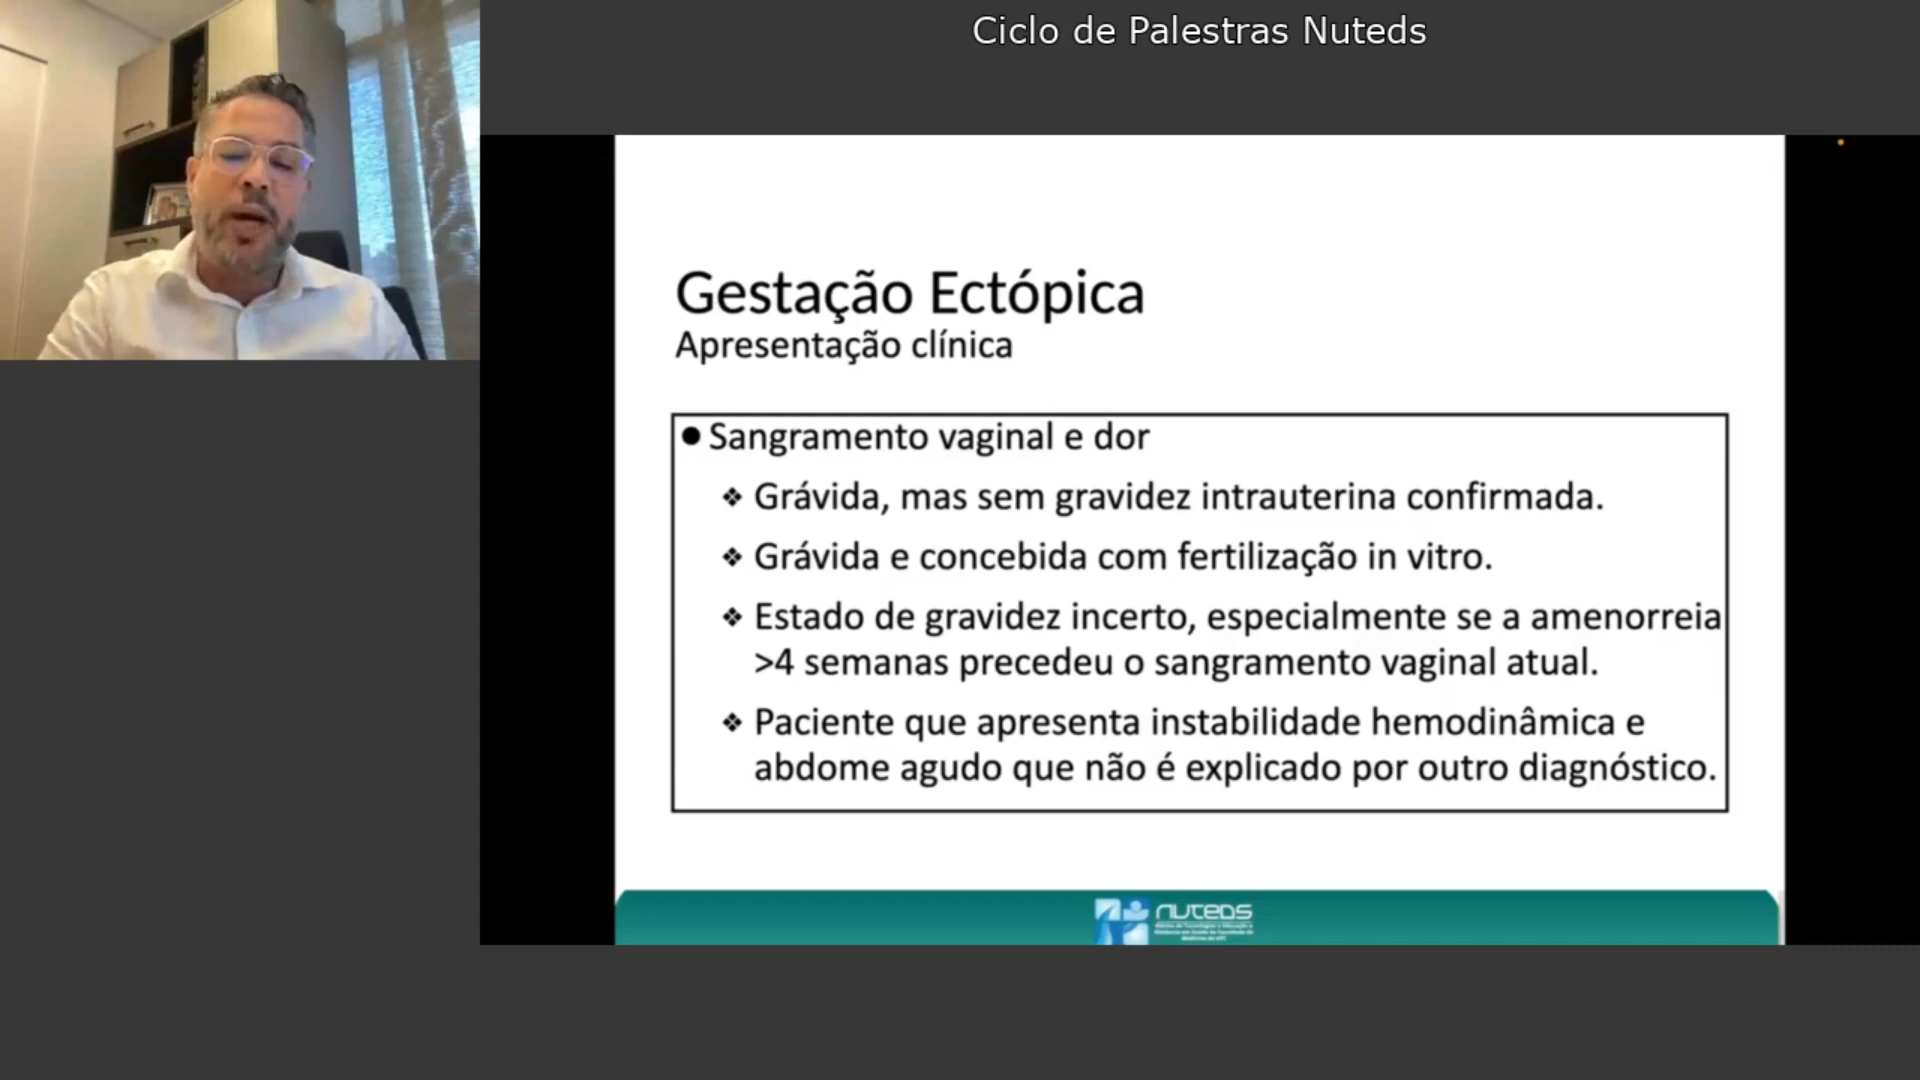 Ciclo de Palestras Nuteds
Gestação Ectópica
Apresentação clínica
● Sangramento vaginal e dor
❖ Grávida, mas sem gravidez intrauterina confirmada.
❖ Grávida e concebida com fertilização in vitro.
❖ Estado de gravidez incerto, especialmente se a amenorreia
>4 semanas precedeu o sangramento vaginal atual.
❖ Paciente que apresenta instabilidade hemodinâmica e
abdome agudo que não é explicado por outro diagnóstico.
NUTEDS